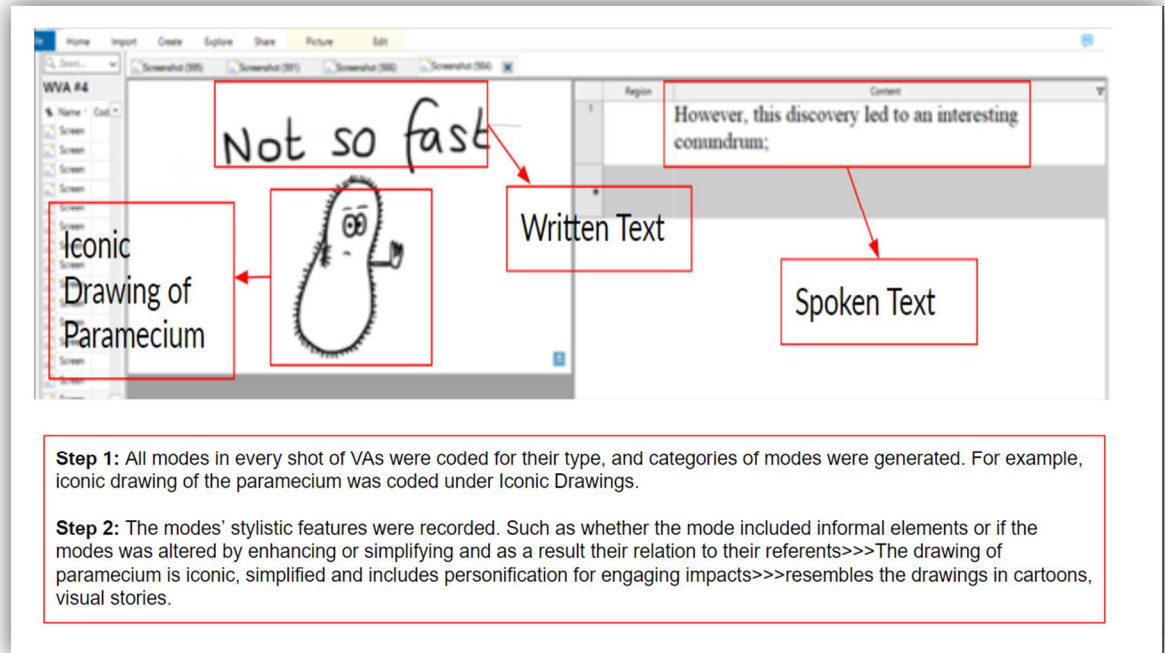 Home Import Create Explore Share Picture Edit
Screenshot (991) Screenshot (994)
WVA #4
Name Cod
Region Content
1
Not so fast
However, this discovery led to an interesting
conundrum;
Screen
Screen
Screen
Screen
Screen
Written Text
Iconic
Drawing of
Paramecium
Spoken Text
Screen
Screen
Step 1: All modes in every shot of VAs were coded for their type, and categories of modes were generated. For example,
iconic drawing of the paramecium was coded under Iconic Drawings.
Step 2: The modes’ stylistic features were recorded. Such as whether the mode included informal elements or if the
modes was altered by enhancing or simplifying and as a result their relation to their referents>>>The drawing of
paramecium is iconic, simplified and includes personification for engaging impacts>>>resembles the drawings in cartoons,
visual stories.